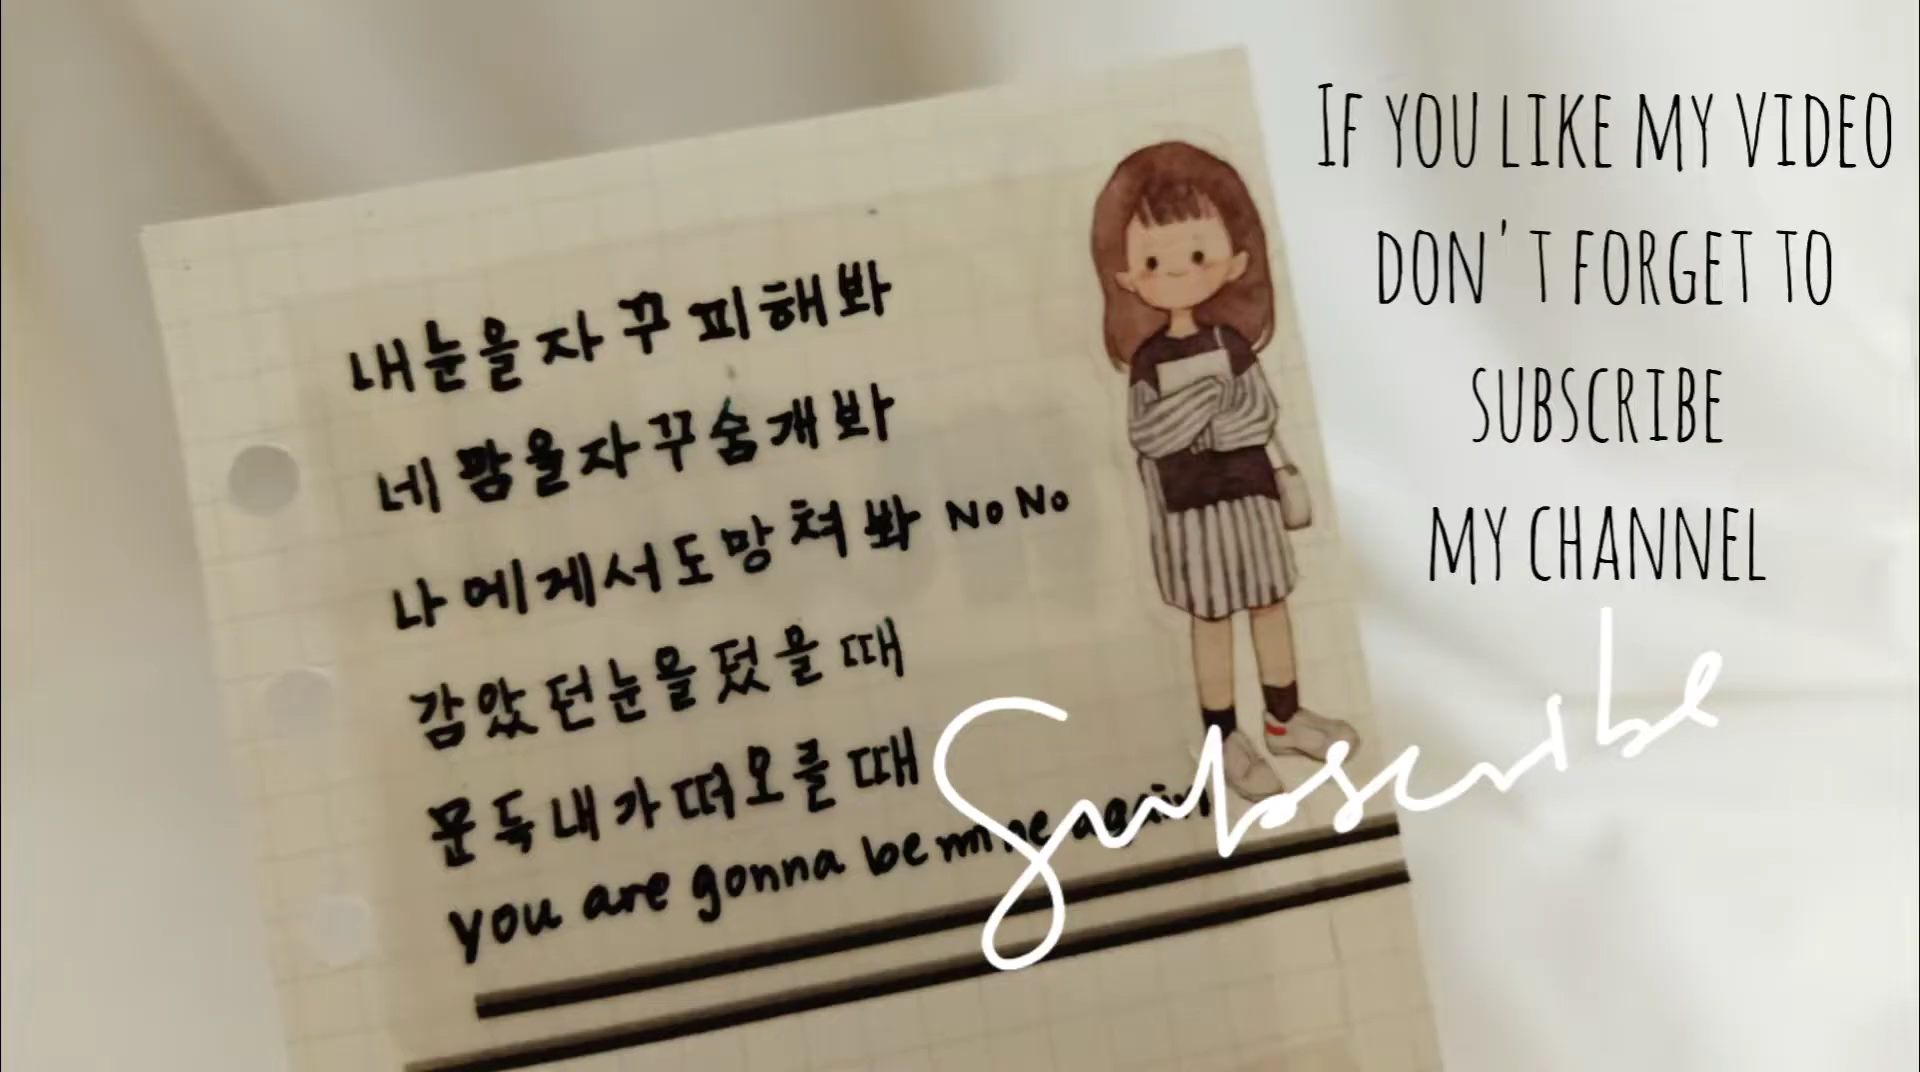 내 눈을 자꾸 피해봐
네 맘을 자꾸 숨개봐
나에게서 도망쳐 봐 NO NO
감았던 눈을 떴을 때
문득 내가 떠오를 때
you are gonna be mine again
IF YOU LIKE MY VIDEO
DON'T FORGET TO
SUBSCRIBE
MY CHANNEL
Subscribe